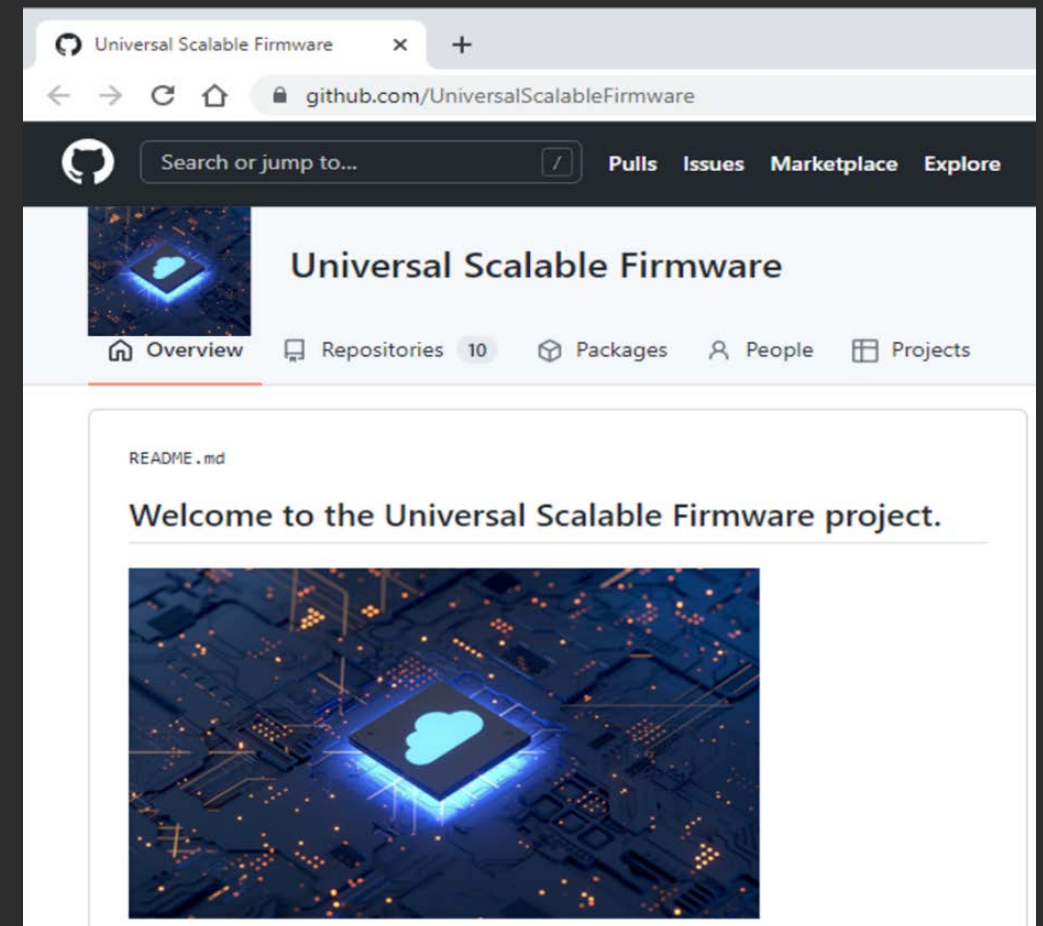 Universal Scalable Firmware
github.com/UniversalScalableFirmware
Search or jump to... / Pulls Issues Marketplace Explore
Universal Scalable Firmware
Overview Repositories 10 Packages People Projects
README.md
Welcome to the Universal Scalable Firmware project.